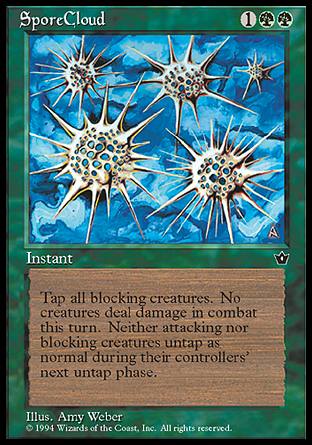 SporeCloud 1
Instant
Tap all blocking creatures. No
creatures deal damage in combat
this turn. Neither attacking nor
blocking creatures untap as
normal during their controllers'
next untap phase.
Illus. Amy Weber
© 1994 Wizards of the Coast, Inc. All rights reserved.